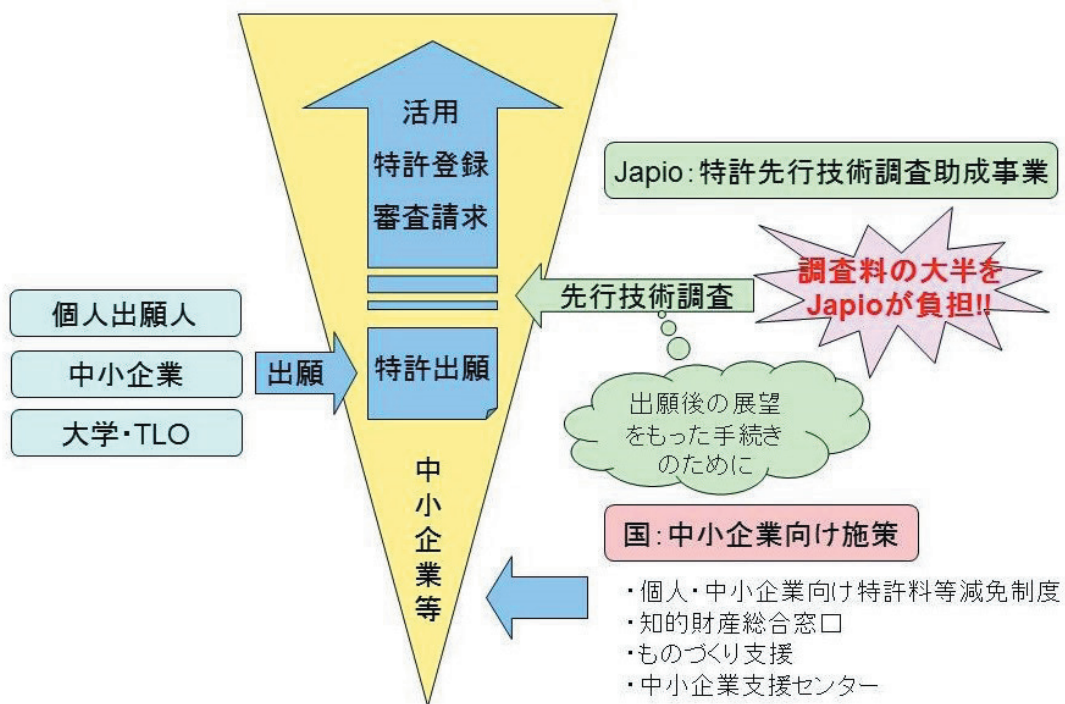 活用
特許登録
審査請求
Japio：特許先行技術調査助成事業
調査料の大半を
Japioが負担!!
先行技術調査
個人出願人
中小企業
大学・TLO
出願
特許出願
出願後の展望
をもった手続き
のために
中小企業等
国：中小企業向け施策
・個人・中小企業向け特許料等減免制度
・知的財産総合窓口
・ものづくり支援
・中小企業支援センター